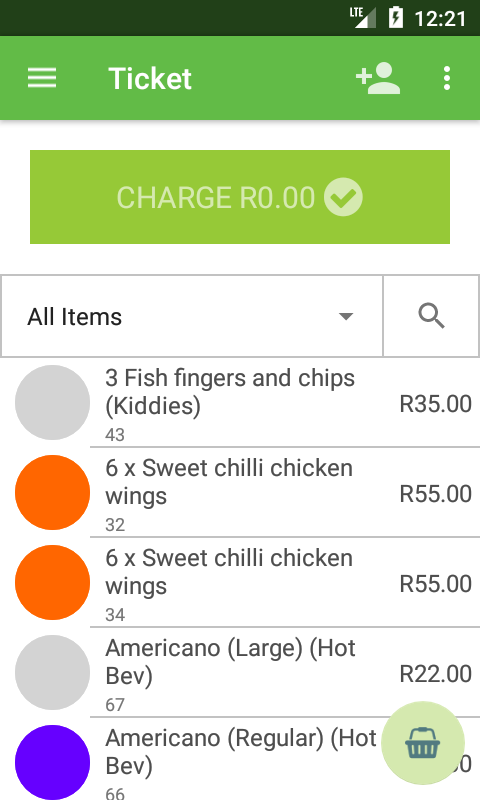 LTE 12:21
Ticket
CHARGE R0.00
All Items
3 Fish fingers and chips
(Kiddies)
R35.00
43
6 x Sweet chilli chicken
wings
R55.00
32
6 x Sweet chilli chicken
wings
R55.00
34
Americano (Large) (Hot
Bev)
R22.00
67
Americano (Regular) (Hot
Bev)
66